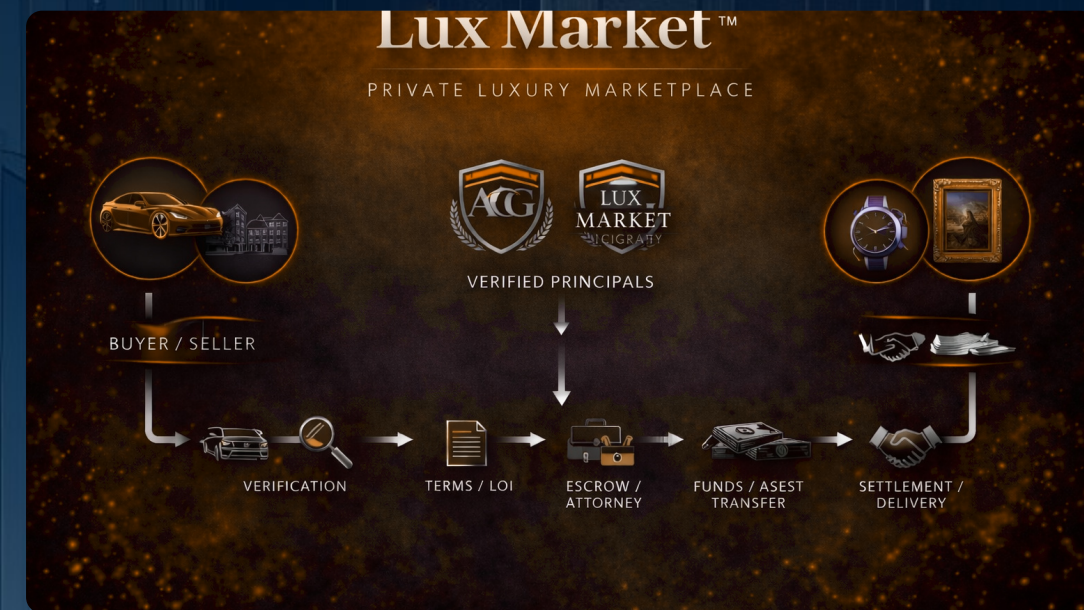 Lux Market™
PRIVATE LUXURY MARKETPLACE
ACG
LUX
MARKET
VERIFIED PRINCIPALS
BUYER / SELLER
VERIFICATION
TERMS / LOI
ESCROW /
ATTORNEY
FUNDS / ASEST
TRANSFER
SETTLEMENT /
DELIVERY